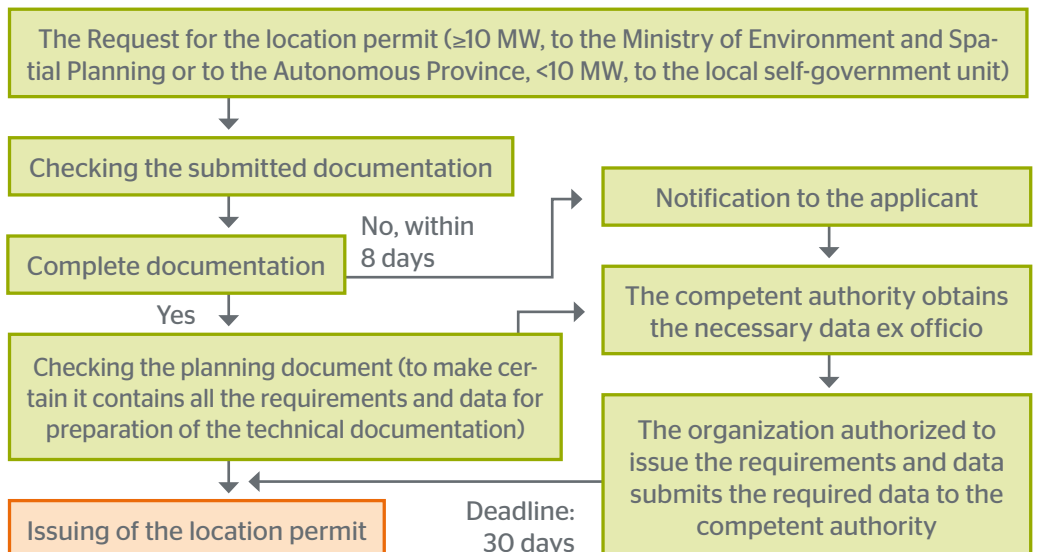 The Request for the location permit (≥10 MW, to the Ministry of Environment and Spa-
tial Planning or to the Autonomous Province, <10 MW, to the local self-government unit)
Checking the submitted documentation
Notification to the applicant
No, within
8 days
Complete documentation
Yes
The competent authority obtains
the necessary data ex officio
Checking the planning document (to make cer-
tain it contains all the requirements and data for
preparation of the technical documentation)
The organization authorized to
issue the requirements and data
submits the required data to the
competent authority
Deadline:
30 days
Issuing of the location permit